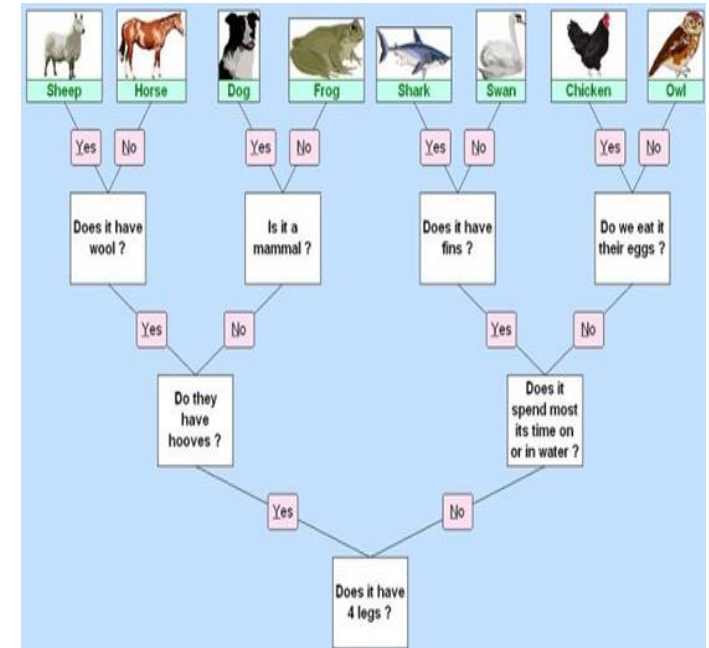 Sheep Horse Dog Frog Shark Swan Chicken Owl
Yes No Yes No Yes No Yes No
Does it have
wool ?
Is it a
mammal ?
Does it have
fins ?
Do we eat it
their eggs ?
Yes No Yes No
Do they
have
hooves ?
Does it
spend most
its time on
or in water ?
Yes No
Does it have
4 legs ?